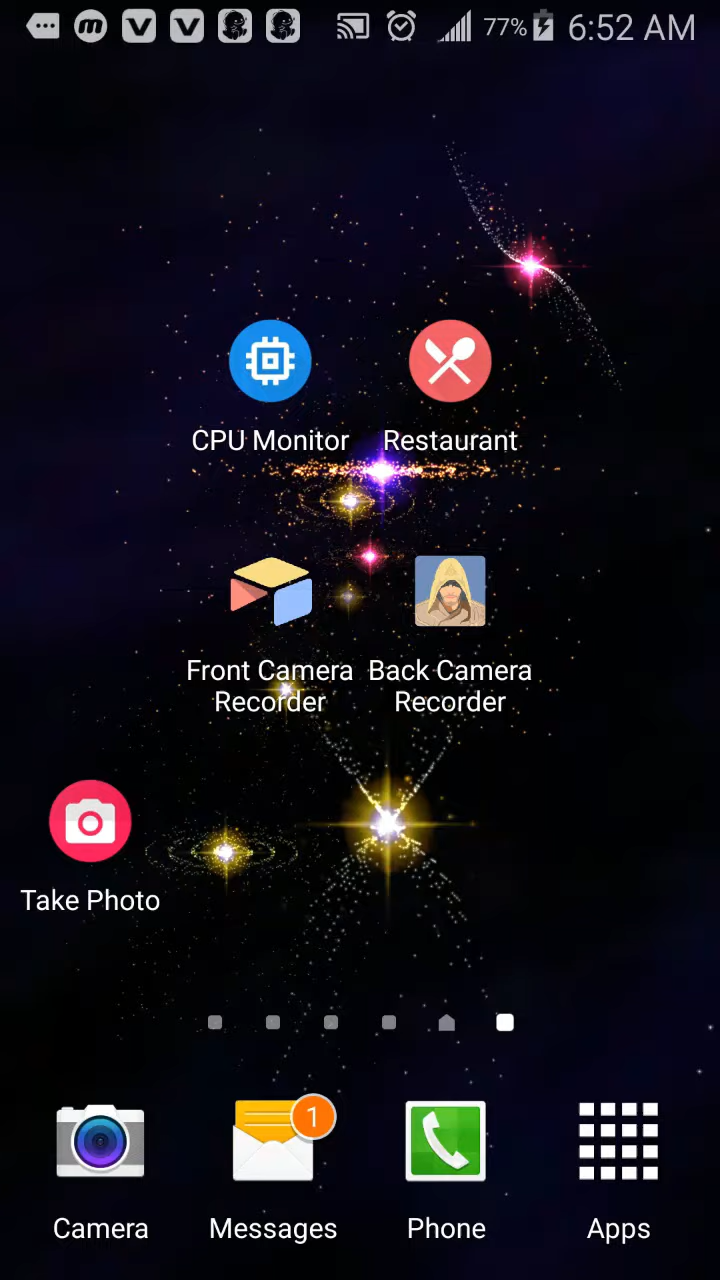 77% 6:52 AM
CPU Monitor Restaurant
Front Camera Recorder
Back Camera Recorder
Take Photo
1
Camera Messages Phone Apps